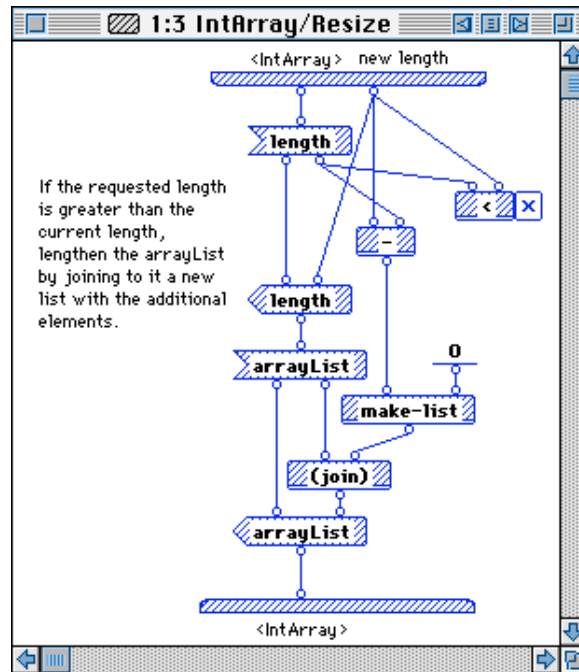 1:3 IntArray/Resize
<IntArray> new length
length
If the requested length
is greater than the
current length,
lengthen the arrayList
by joining to it a new
list with the additional
elements.
<
-
length
arrayList
0
make-list
(join)
arrayList
<IntArray>